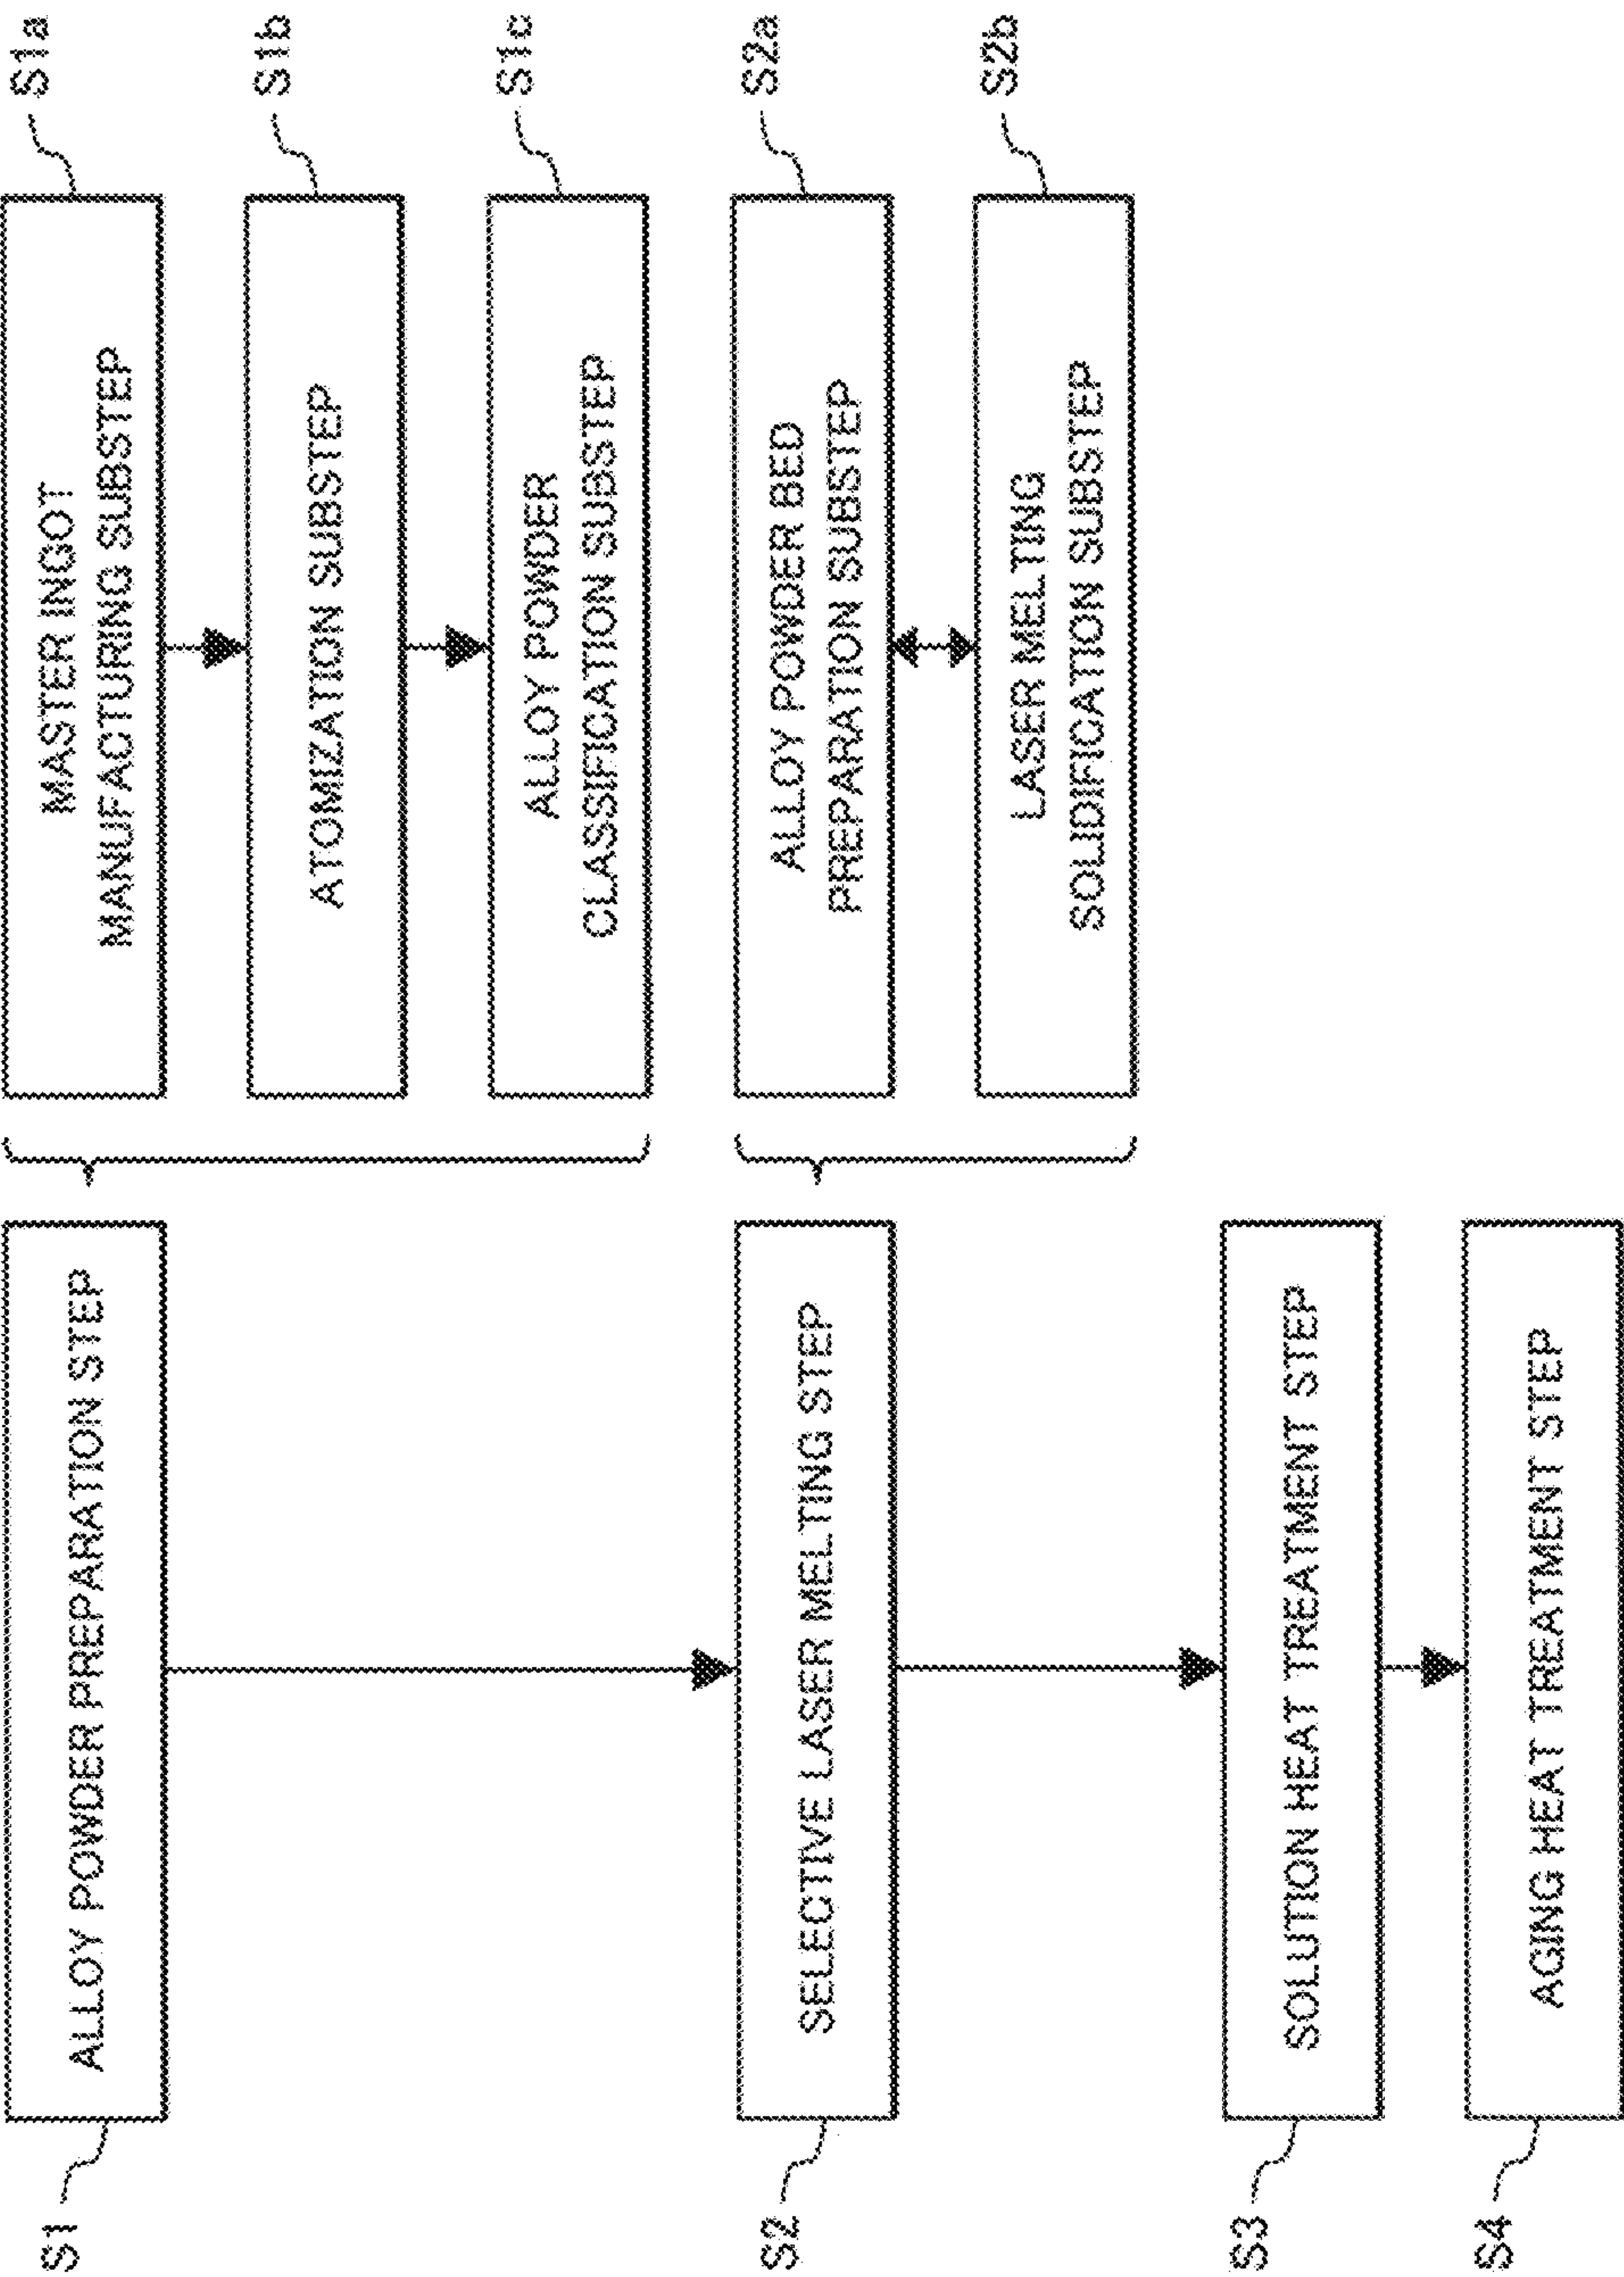 S1
ALLOY POWDER PREPARATION STEP
MASTER INGOT
MANUFACTURING SUBSTEP
S1a
ATOMIZATION SUBSTEP
S1b
ALLOY POWDER
CLASSIFICATION SUBSTEP
S1c
S2
SELECTIVE LASER MELTING STEP
ALLOY POWDER BED
PREPARATION SUBSTEP
S2a
LASER MELTING
SOLIDIFICATION SUBSTEP
S2b
S3
SOLUTION HEAT TREATMENT STEP
S4
AGING HEAT TREATMENT STEP